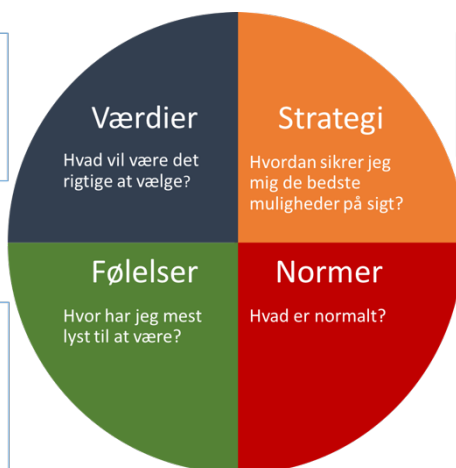 Værdier
Hvad vil være det
rigtige at vælge?
Strategi
Hvordan sikrer jeg
mig de bedste
muligheder på sigt?
Følelser
Hvor har jeg mest
lyst til at være?
Normer
Hvad er normalt?